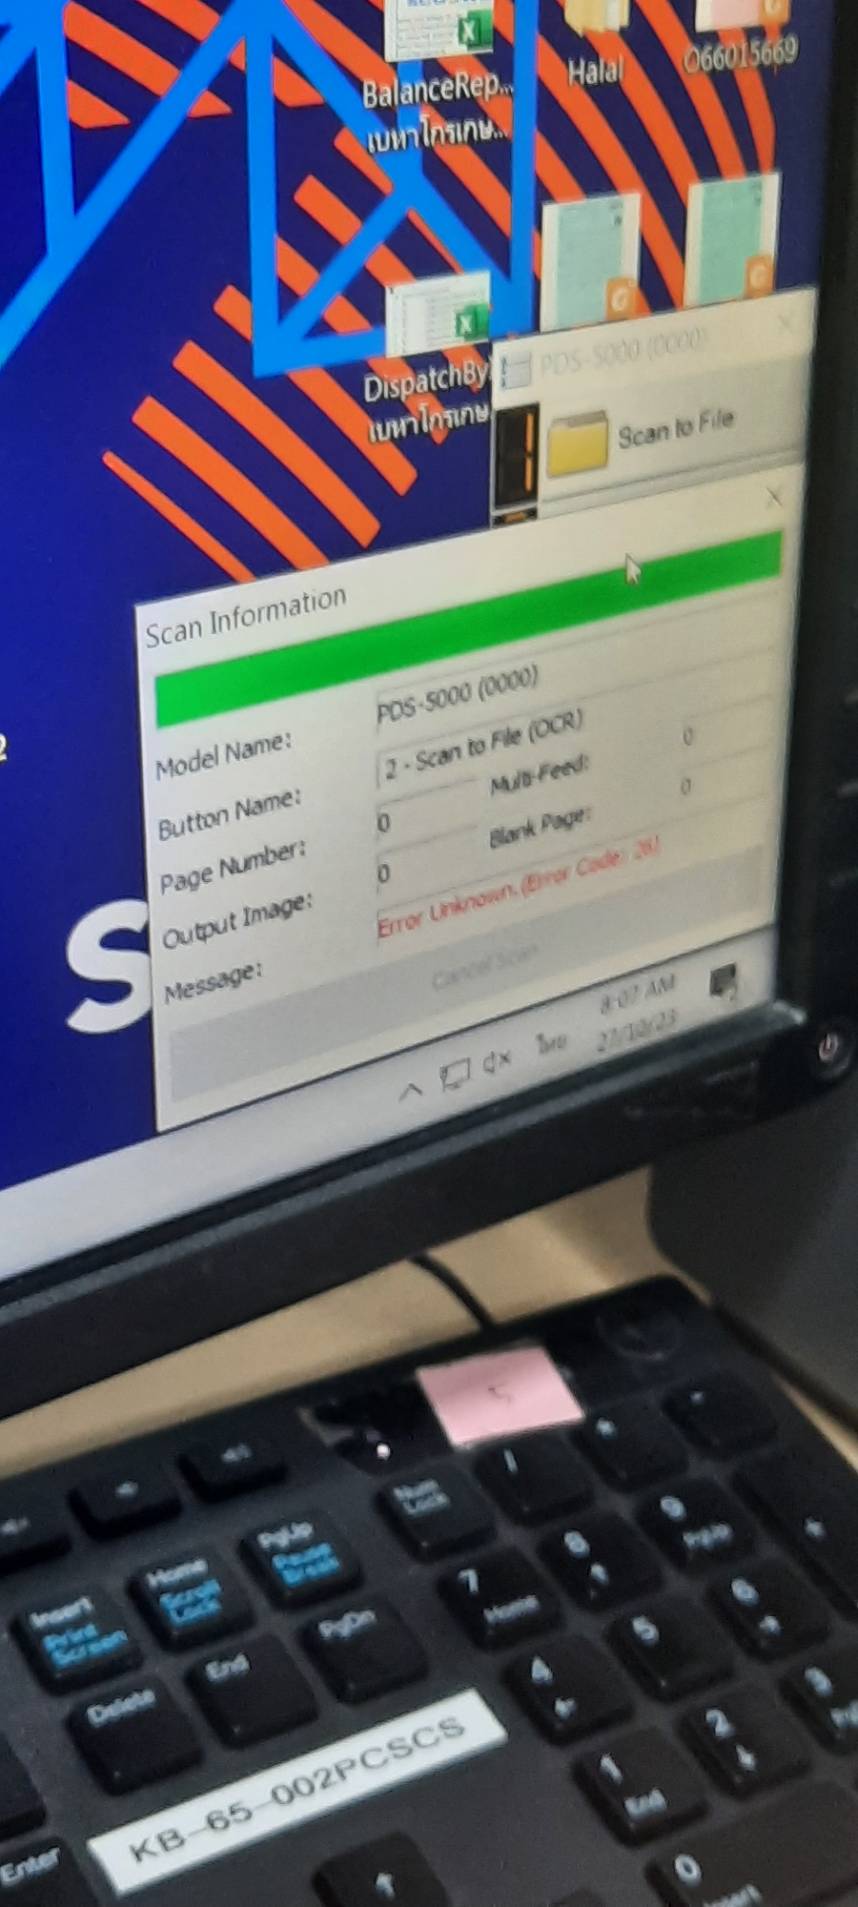 BalanceRep...
เบทาโกรเกษ...
Halal
O66015669
DispatchBy
เบทาโกรเกษ
PDS-5000 (0000)
Scan to File
Scan Information
Model Name: PDS-5000 (0000)
Button Name: 2 - Scan to File (OCR)
Page Number: 0 Multi-Feed: 0
Output Image: 0 Blank Page: 0
Message: Error Unknown. (Error Code: 26)
Cancel Scan
S
2
ไทย
8:07 AM
27/10/23
Num
Lock
/
*
-
Insert
Print
Screen
Home
Scroll
Lock
PgUp
Pause
Break
7
Home
8
9
PgUp
+
Delete
End
PgDn
4
5
6
KB-65-002PCSCS
1
End
2
3
Enter
0
Insert